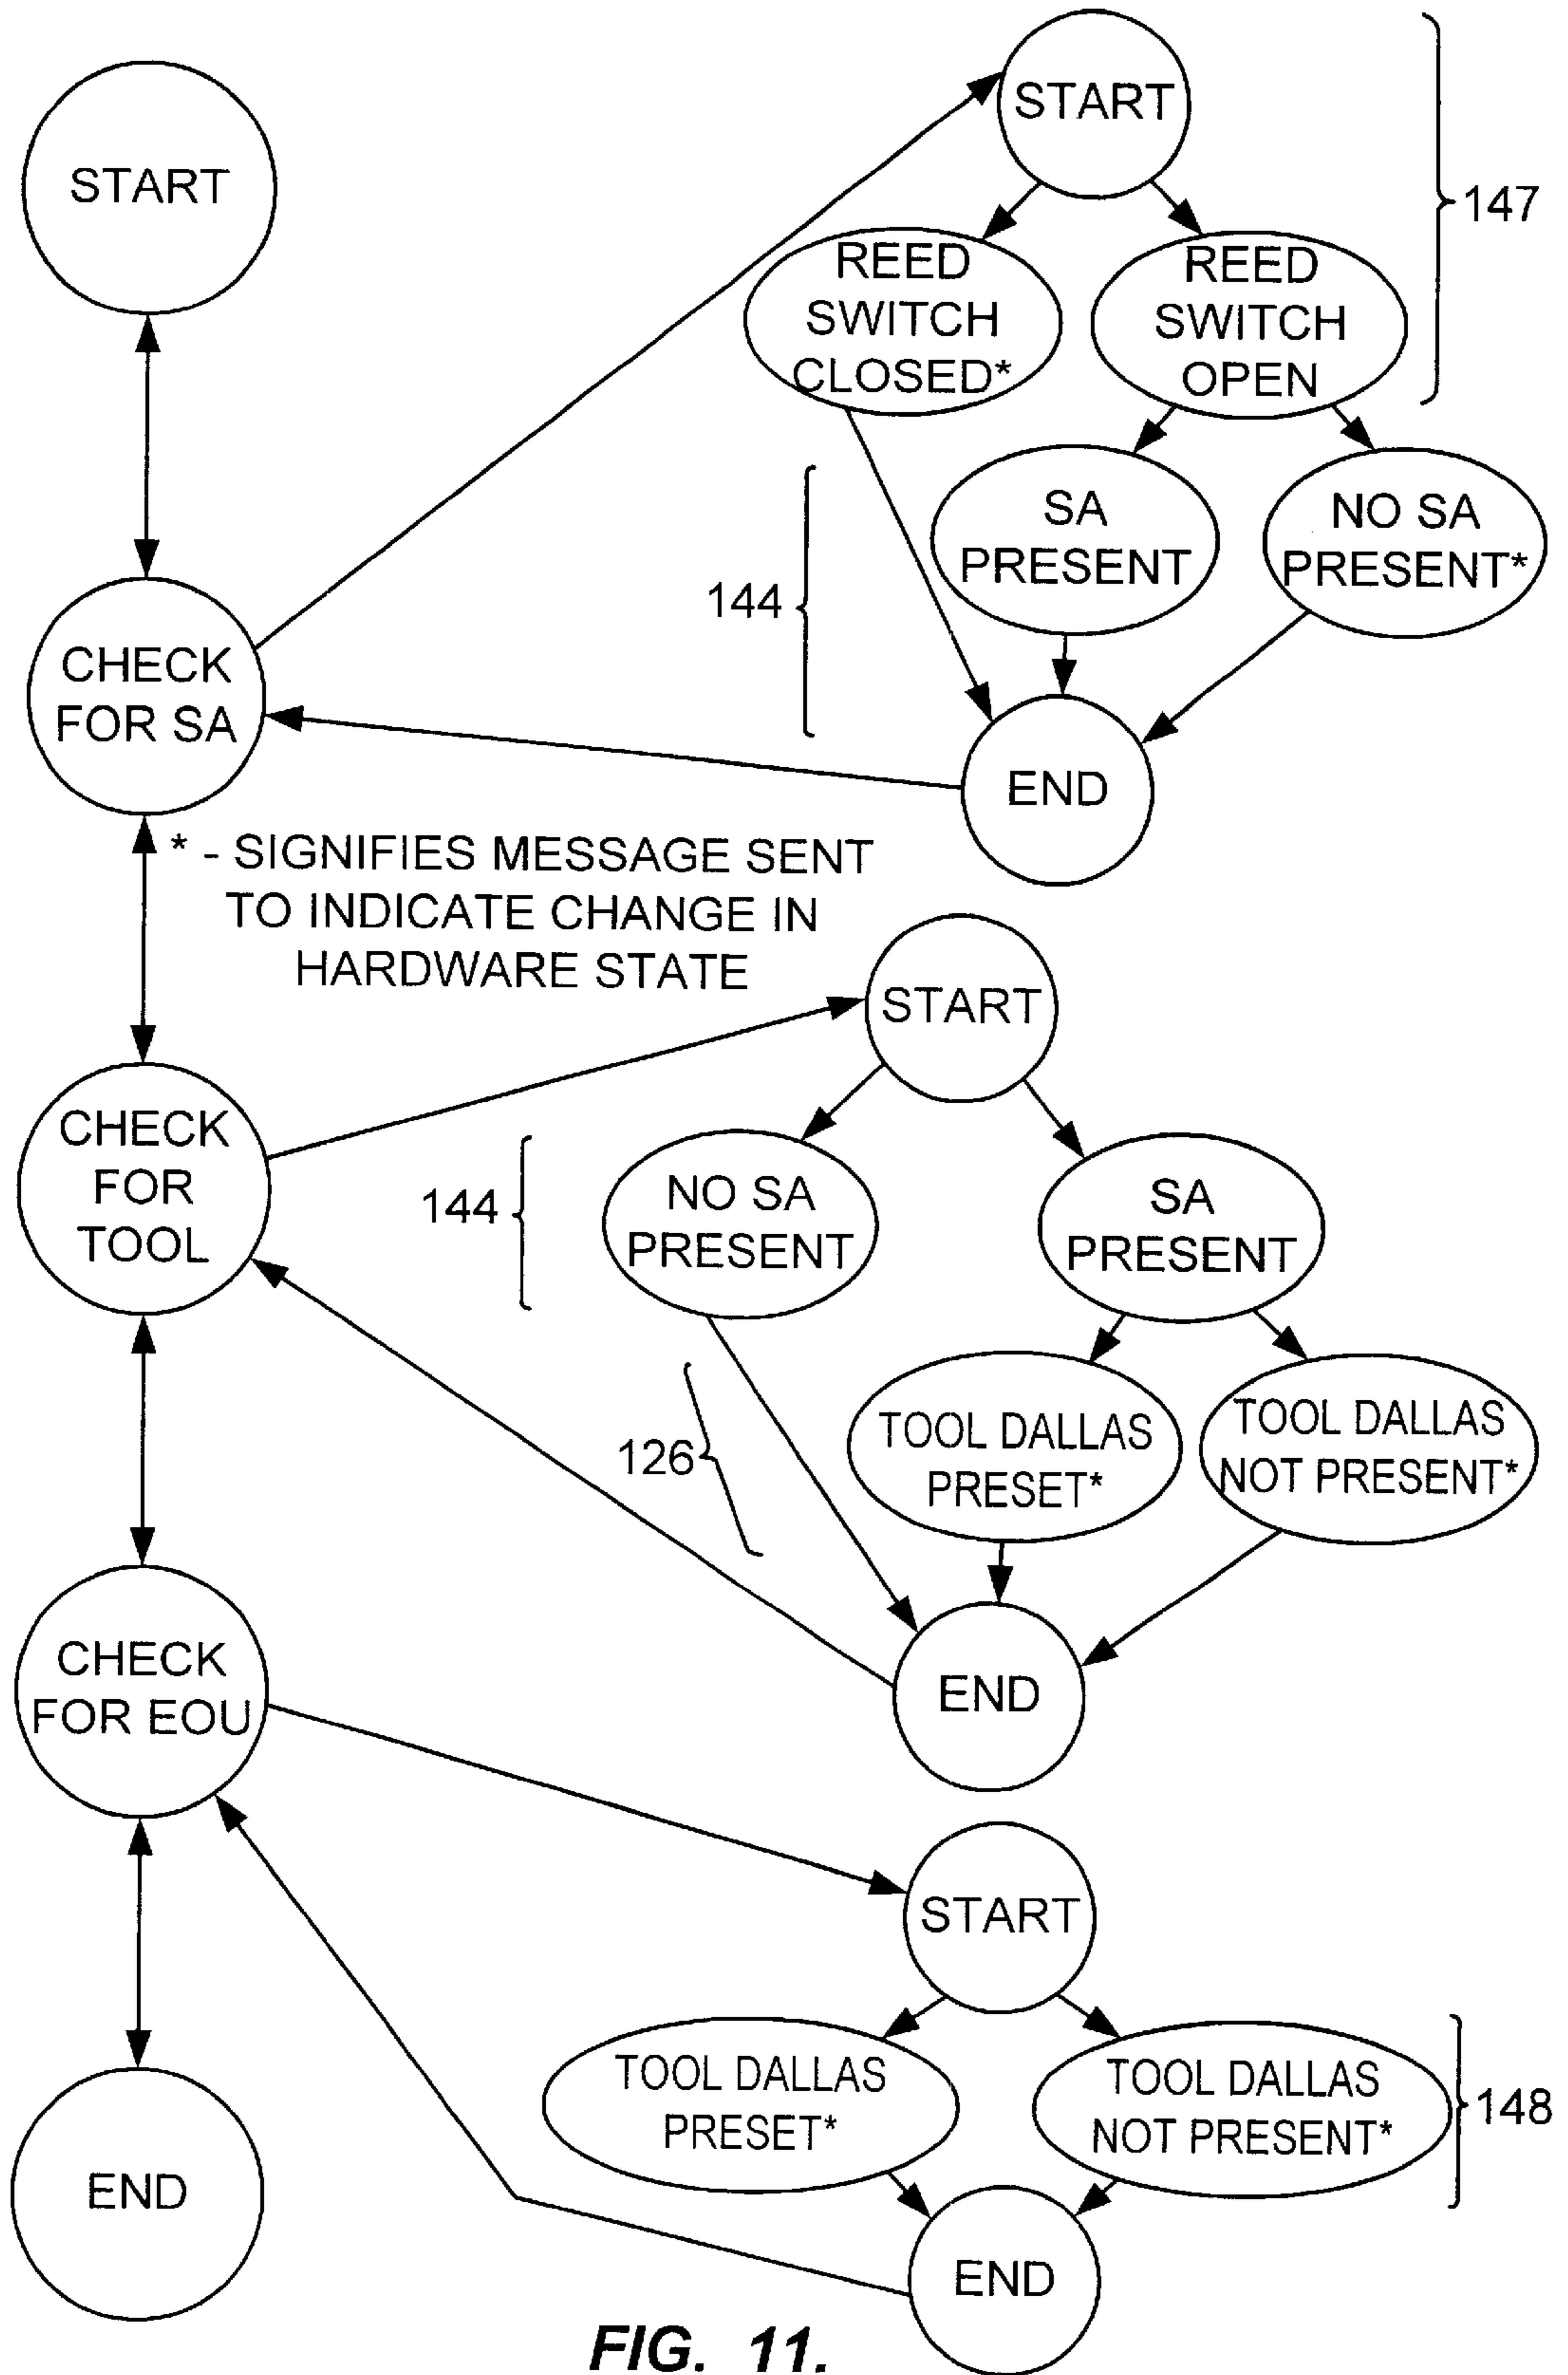 START
START
147
REED
SWITCH
CLOSED*
REED
SWITCH
OPEN
SA
PRESENT
NO SA
PRESENT*
144
CHECK
FOR SA
END
* - SIGNIFIES MESSAGE SENT
TO INDICATE CHANGE IN
HARDWARE STATE
START
CHECK
FOR
TOOL
144
NO SA
PRESENT
SA
PRESENT
126
TOOL DALLAS
PRESET*
TOOL DALLAS
NOT PRESENT*
CHECK
FOR EOU
END
START
TOOL DALLAS
PRESET*
TOOL DALLAS
NOT PRESENT*
148
END
END
FIG. 11.